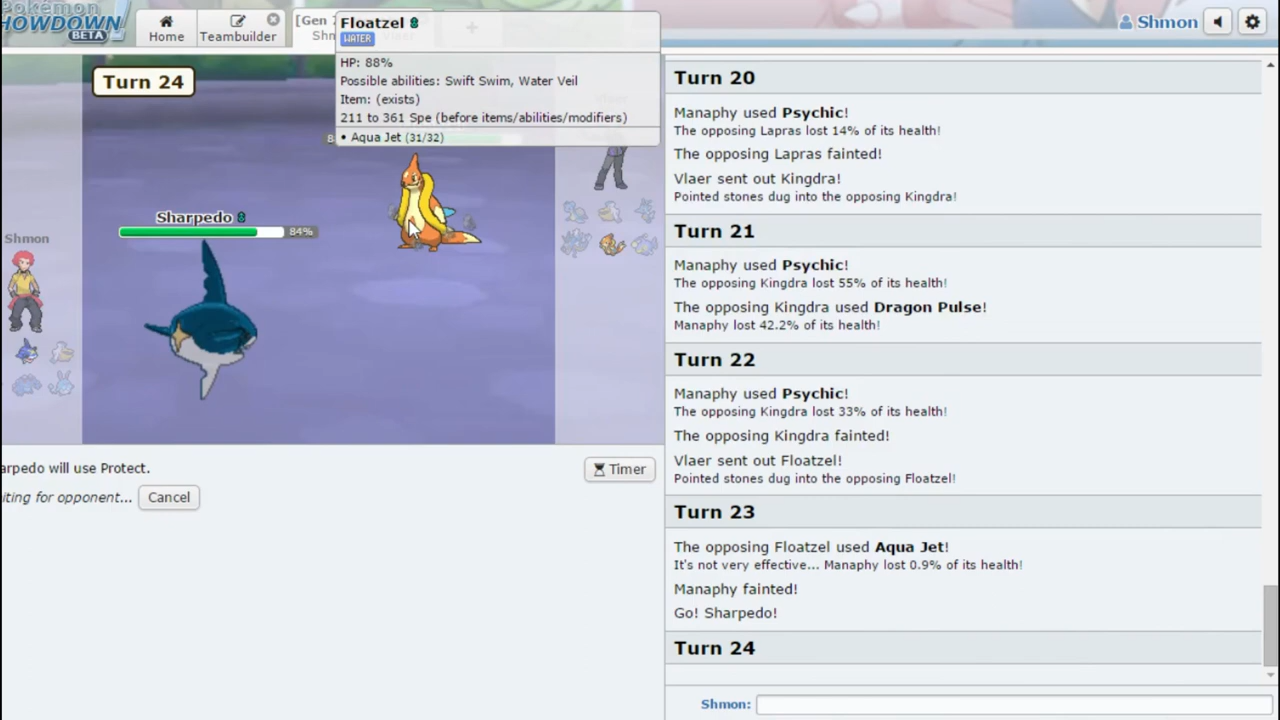 Pokémon
HOWDOWN!
BETA
Home
Teambuilder
[Gen
Shm
Shmon
Floatzel
WATER
HP: 88%
Possible abilities: Swift Swim, Water Veil
Item: (exists)
211 to 361 Spe (before items/abilities/modifiers)
• Aqua Jet (31/32)
Turn 24
Sharpedo
84%
Shmon
arpedo will use Protect.
iting for opponent...
Cancel
Timer
Turn 20
Manaphy used Psychic!
The opposing Lapras lost 14% of its health!
The opposing Lapras fainted!
Vlaer sent out Kingdra!
Pointed stones dug into the opposing Kingdra!
Turn 21
Manaphy used Psychic!
The opposing Kingdra lost 55% of its health!
The opposing Kingdra used Dragon Pulse!
Manaphy lost 42.2% of its health!
Turn 22
Manaphy used Psychic!
The opposing Kingdra lost 33% of its health!
The opposing Kingdra fainted!
Vlaer sent out Floatzel!
Pointed stones dug into the opposing Floatzel!
Turn 23
The opposing Floatzel used Aqua Jet!
It's not very effective... Manaphy lost 0.9% of its health!
Manaphy fainted!
Go! Sharpedo!
Turn 24
Shmon: